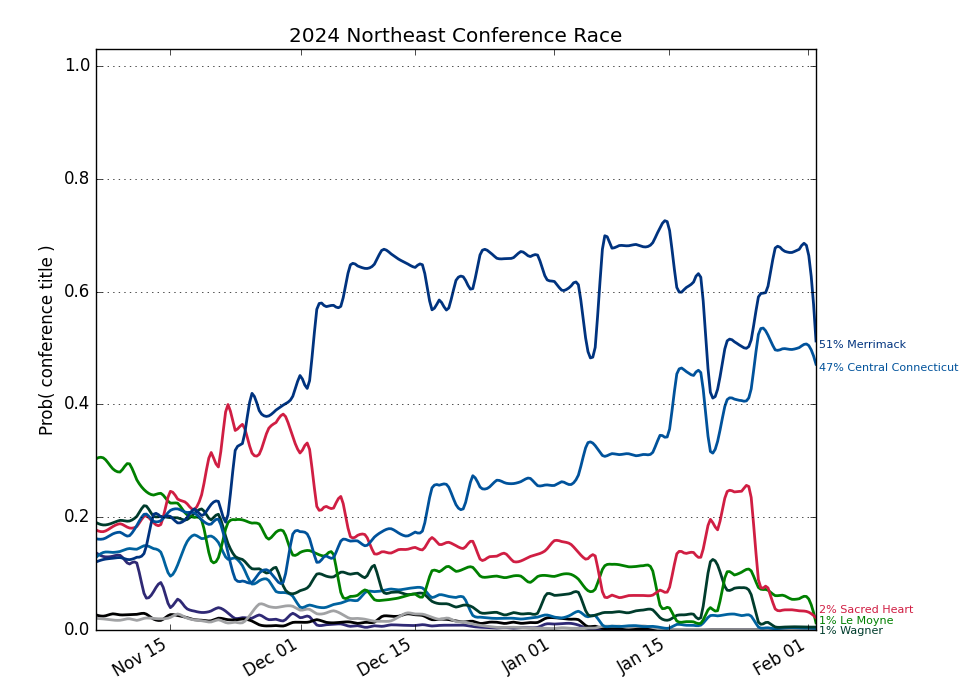 2024 Northeast Conference Race
1.0
0.8
0.6
0.4
0.2
0.0
Prob( conference title )
51% Merrimack
47% Central Connecticut
2% Sacred Heart
1% Le Moyne
1% Wagner
Nov 15
Dec 01
Dec 15
Jan 01
Jan 15
Feb 01